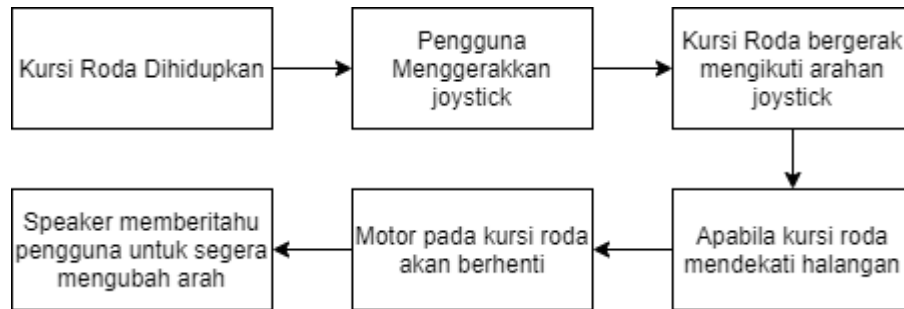 Kursi Roda Dihidupkan
Pengguna
Menggerakkan
joystick
Kursi Roda bergerak
mengikuti arahan
joystick
Apabila kursi roda
mendekati halangan
Motor pada kursi roda
akan berhenti
Speaker memberitahu
pengguna untuk segera
mengubah arah